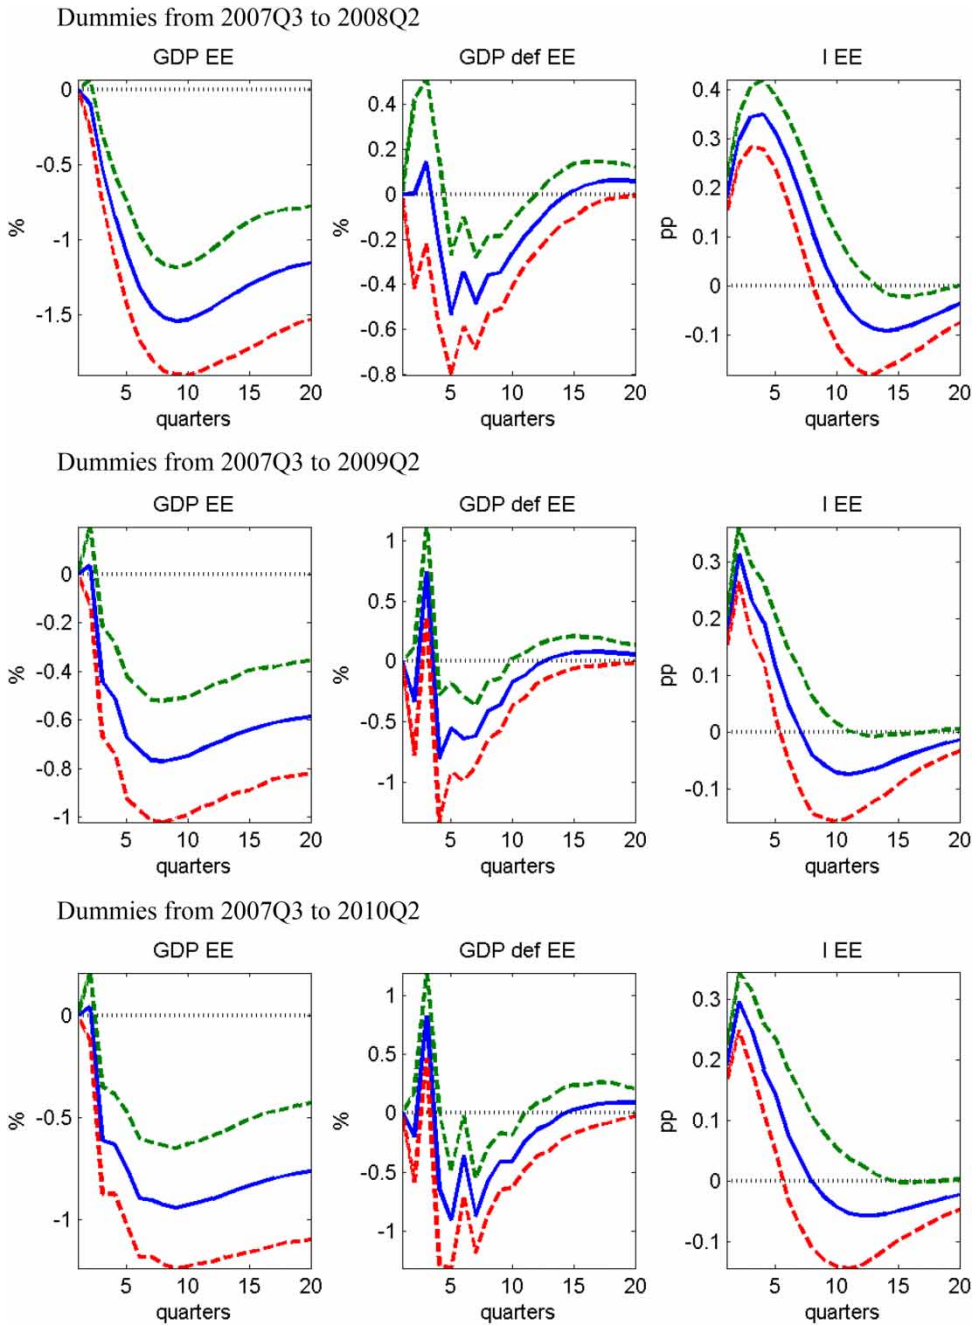 Dummies from 2007Q3 to 2008Q2
GDP EE GDP def EE I EE
0 -0.5 -1 -1.5
%
5 10 15 20
quarters
0.4 0.2 0 -0.2 -0.4 -0.6 -0.8
%
5 10 15 20
quarters
0.4 0.3 0.2 0.1 0 -0.1
pp
5 10 15 20
quarters
Dummies from 2007Q3 to 2009Q2
GDP EE GDP def EE I EE
0 -0.2 -0.4 -0.6 -0.8 -1
%
5 10 15 20
quarters
1 0.5 0 -0.5 -1
%
5 10 15 20
quarters
0.3 0.2 0.1 0 -0.1
pp
5 10 15 20
quarters
Dummies from 2007Q3 to 2010Q2
GDP EE GDP def EE I EE
0 -0.5 -1
%
5 10 15 20
quarters
1 0.5 0 -0.5 -1
%
5 10 15 20
quarters
0.3 0.2 0.1 0 -0.1
pp
5 10 15 20
quarters